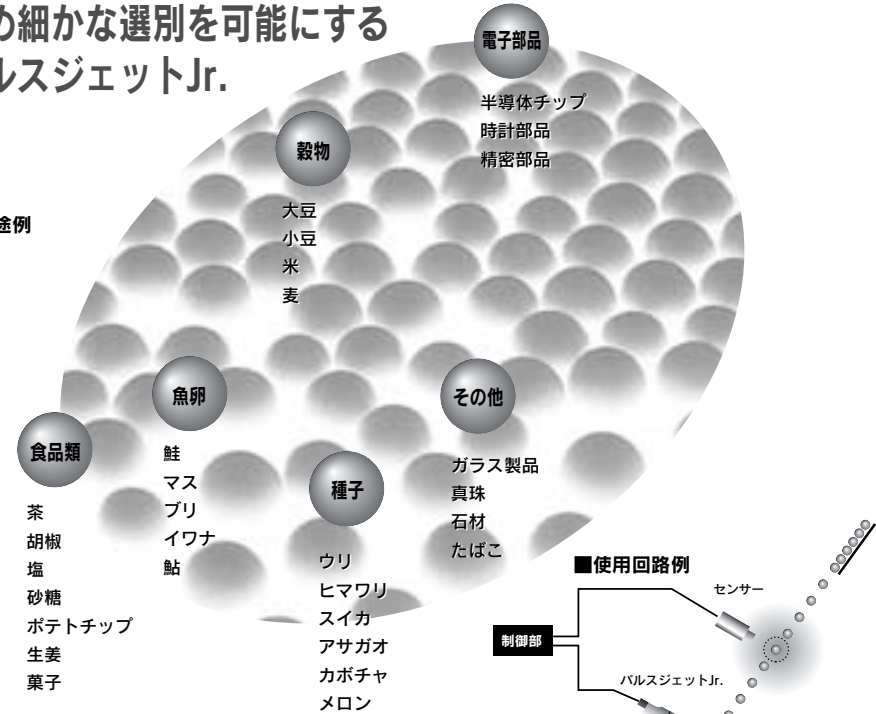 の細かな選別を可能にする
ルスジェットJr.
途例
電子部品
半導体チップ
時計部品
精密部品
穀物
大豆
小豆
米
麦
魚卵
鮭
マス
ブリ
イワナ
鮎
その他
ガラス製品
真珠
石材
たばこ
食品類
茶
胡椒
塩
砂糖
ポテトチップ
生姜
菓子
種子
ウリ
ヒマワリ
スイカ
アサガオ
カボチャ
メロン
■使用回路例
センサー
制御部
パルスジェットJr.